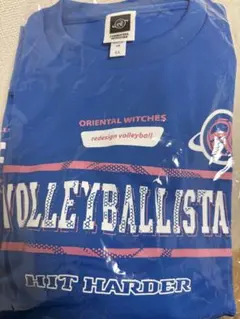 ORIENTAL WITCHES
redesign volleyball
VOLLEYBALLISTA
HIT HARDER